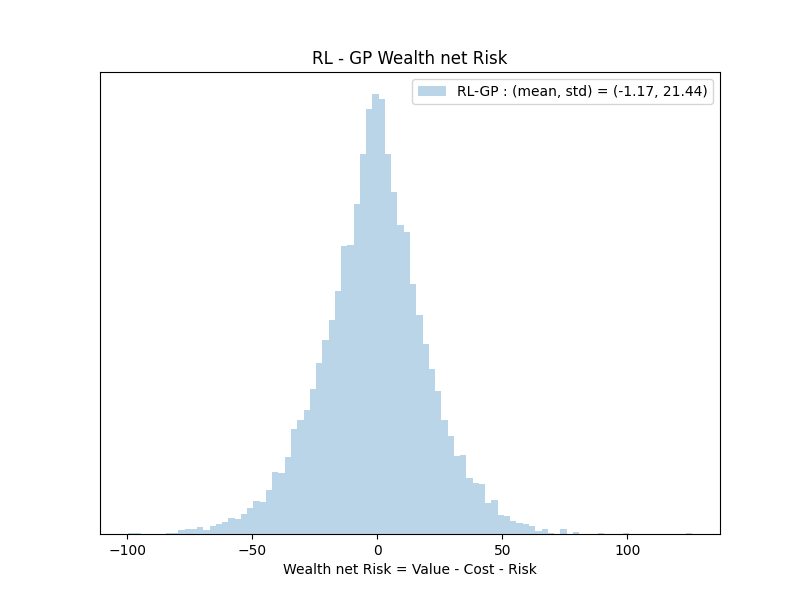 RL - GP Wealth net Risk
RL-GP : (mean, std) = (-1.17, 21.44)
−100 −50 0 50 100
Wealth net Risk = Value - Cost - Risk